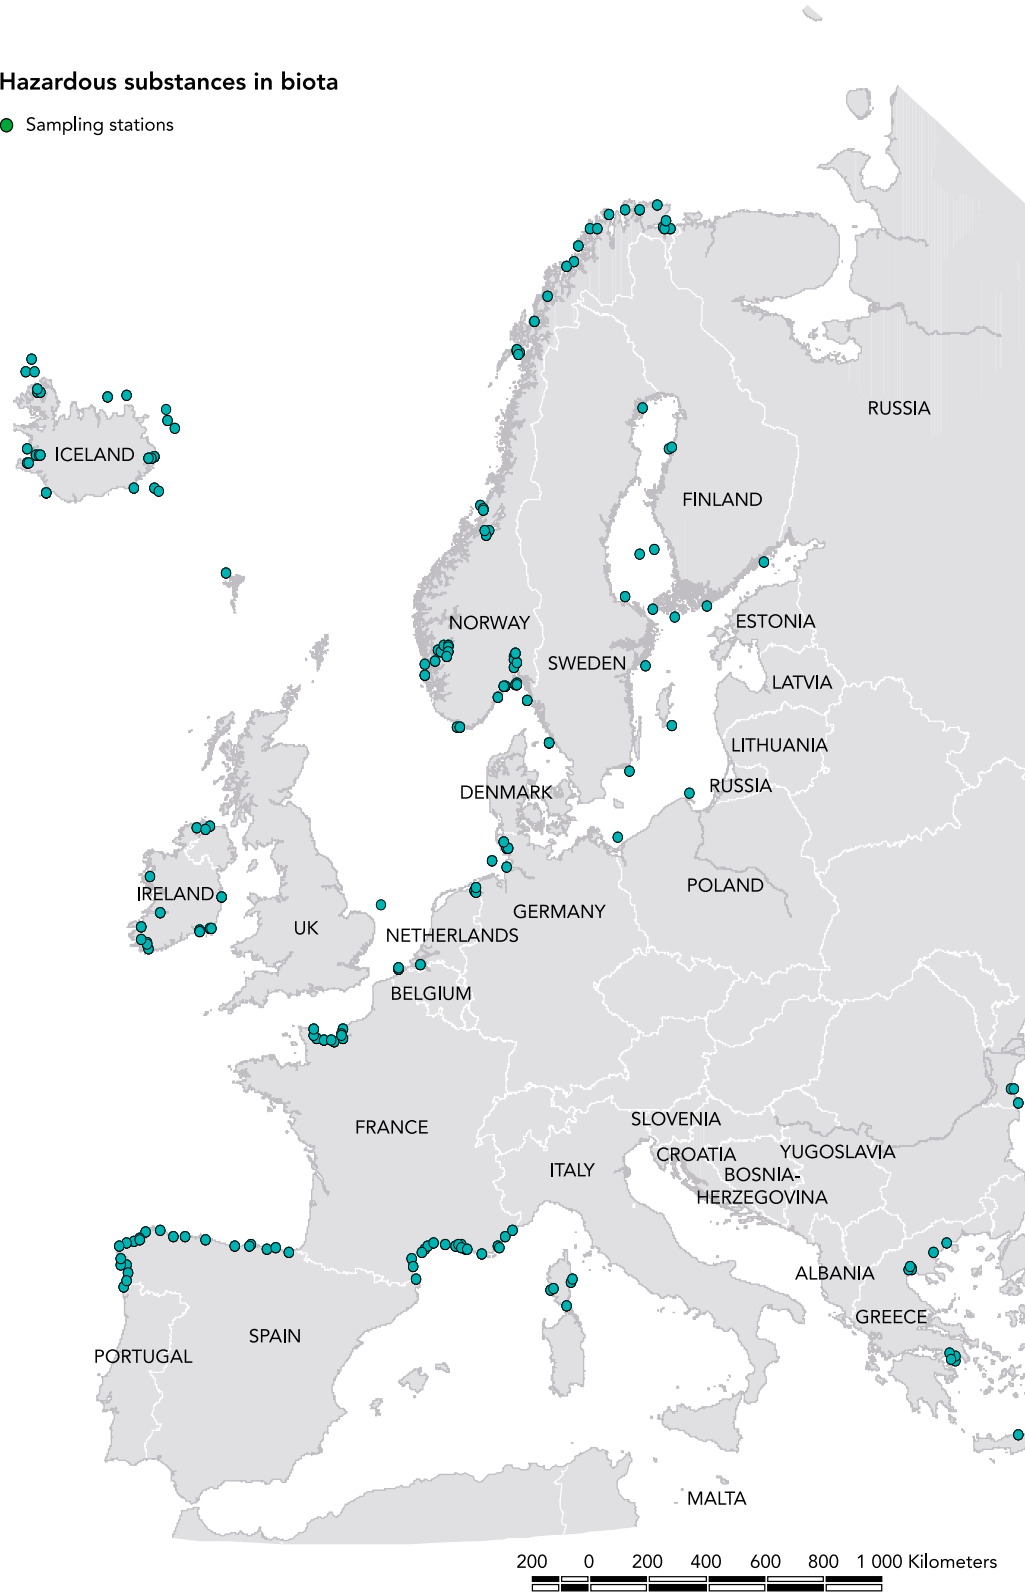 Hazardous substances in biota
Sampling stations
RUSSIA
ICELAND
FINLAND
NORWAY
ESTONIA
SWEDEN
LATVIA
LITHUANIA
RUSSIA
DENMARK
POLAND
IRELAND
GERMANY
UK
NETHERLANDS
BELGIUM
SLOVENIA
FRANCE
CROATIA
YUGOSLAVIA
ITALY
BOSNIA-
HERZEGOVINA
ALBANIA
GREECE
SPAIN
PORTUGAL
MALTA
200 0 200 400 600 800 1 000 Kilometers